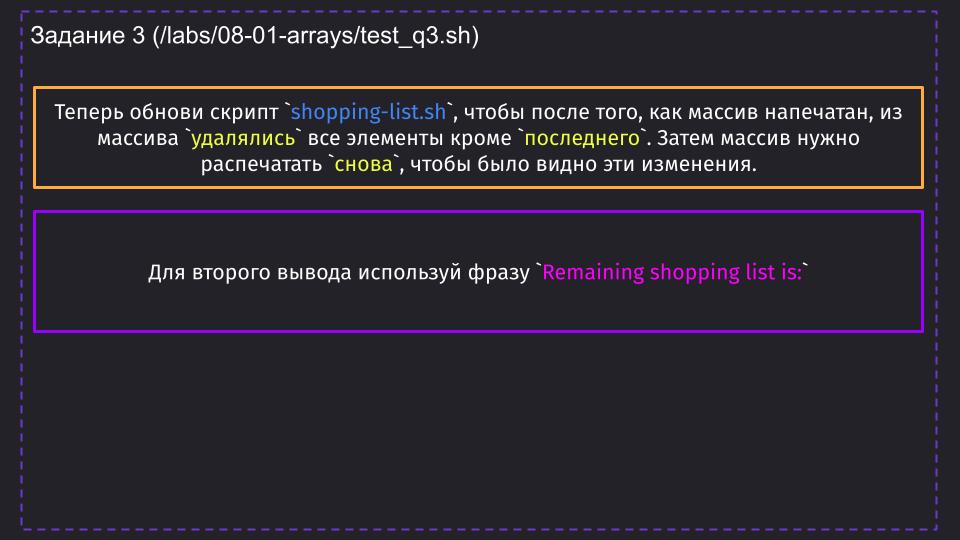 Задание 3 (/labs/08-01-arrays/test_q3.sh)
Теперь обнови скрипт `shopping-list.sh`, чтобы после того, как массив напечатан, из
массива `удалялись` все элементы кроме `последнего`. Затем массив нужно
распечатать `снова`, чтобы было видно эти изменения.
Для второго вывода используй фразу `Remaining shopping list is:`